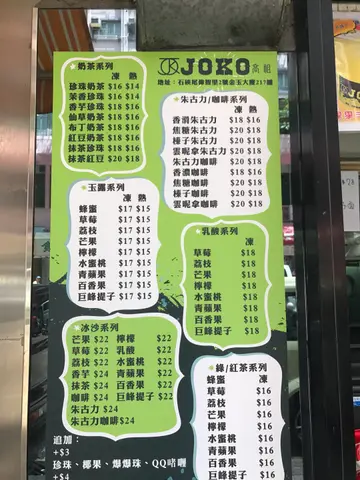 JOKO 高組
地址：石硤尾偉智里2號金玉大廈217舖
奶茶系列
凍 熱
珍珠奶茶 $16 $14
茉香珍珠 $16 $14
香芋珍珠 $18 $16
仙草奶茶 $18 $16
布丁奶茶 $18 $16
紅豆奶茶 $18 $16
抹茶珍珠 $18 $16
抹茶紅豆 $20 $18
朱古力/咖啡系列
凍 熱
香滑朱古力 $18 $16
焦糖朱古力 $20 $18
榛子朱古力 $20 $18
雲呢拿朱古力 $20 $18
朱古力咖啡 $20 $18
香濃咖啡 $18 $16
焦糖咖啡 $20 $18
榛子咖啡 $20 $18
雲呢拿咖啡 $20 $18
玉露系列
凍 熱
蜂蜜 $17 $15
草莓 $17 $15
荔枝 $17 $15
芒果 $17 $15
檸檬 $17 $15
水蜜桃 $17 $15
青蘋果 $17 $15
百香果 $17 $15
巨峰提子 $17 $15
乳酸系列
凍
草莓 $18
荔枝 $18
芒果 $18
檸檬 $18
水蜜桃 $18
青蘋果 $18
百香果 $18
巨峰提子 $18
冰沙系列
芒果 $22 檸檬 $22
草莓 $22 乳酸 $22
荔枝 $22 水蜜桃 $22
香芋 $24 青蘋果 $22
抹茶 $24 百香果 $22
咖啡 $24 巨峰提子 $22
朱古力 $24
朱古力咖啡 $24
綠/紅茶系列
凍
蜂蜜 $16
草莓 $16
荔枝 $16
芒果 $16
檸檬 $16
水蜜桃 $16
青蘋果 $16
百香果 $16
追加：
+$3
珍珠、椰果、爆爆珠、QQ啫喱
+$4